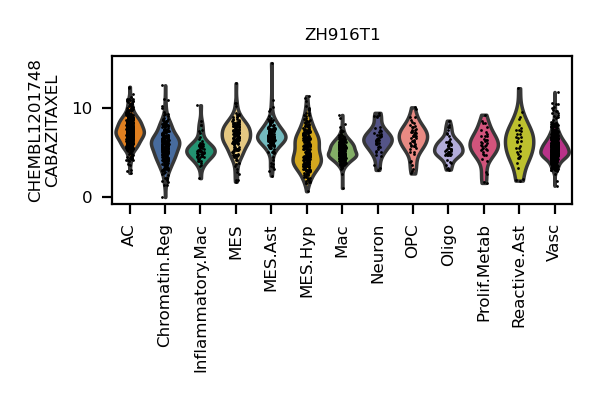 ZH916T1
CHEMBL1201748
CABAZITAXEL
10
0
AC
Chromatin.Reg
Inflammatory.Mac
MES
MES.Ast
MES.Hyp
Mac
Neuron
OPC
Oligo
Prolif.Metab
Reactive.Ast
Vasc